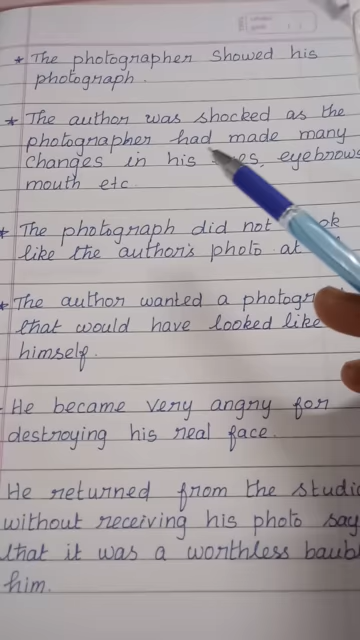 * The photographer showed his
photograph.
* The author was shocked as the
photographer had made many
changes in his eyebrows
mouth etc
* The photograph did not
like the author's photo at
* The author wanted a
that would have looked like
himself.
He became very angry for
destroying his real face.
He returned from the
without receiving his photo
that it was a worthless
him.